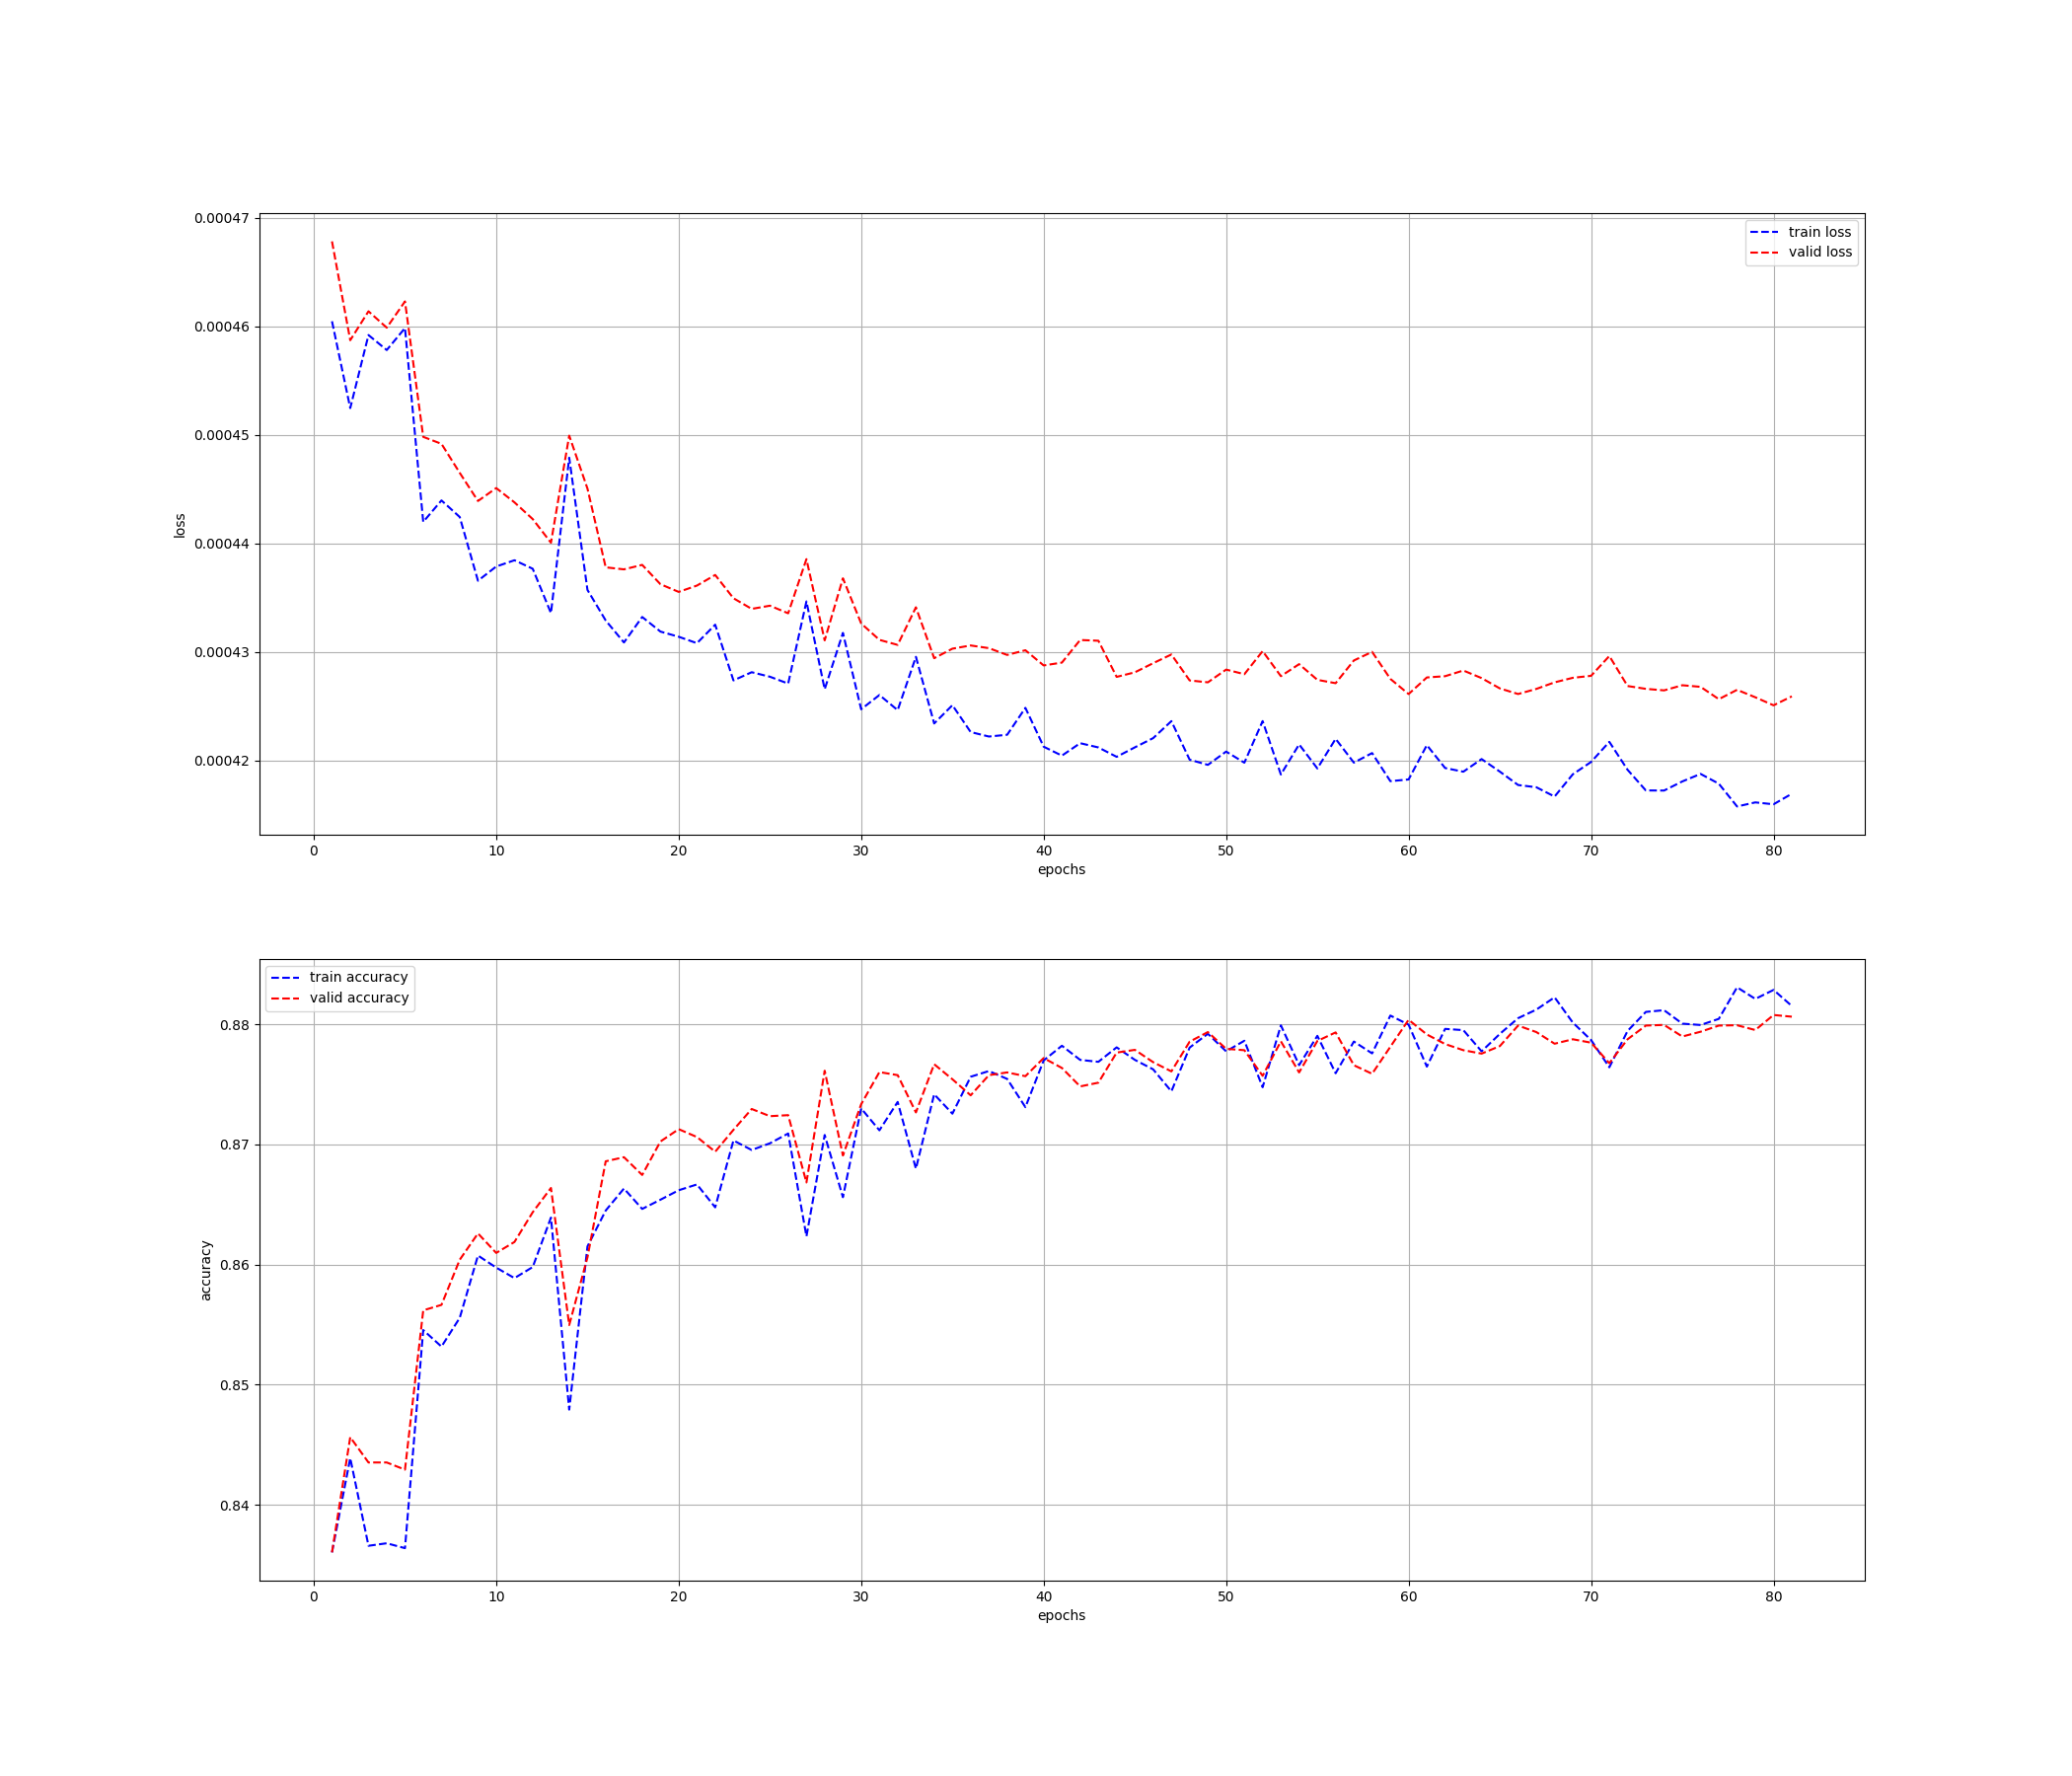 0.00047
0.00046
0.00045
0.00044
0.00043
0.00042
loss
train loss
valid loss
0 10 20 30 40 50 60 70 80
epochs
train accuracy
valid accuracy
0.88
0.87
0.86
0.85
0.84
accuracy
0 10 20 30 40 50 60 70 80
epochs